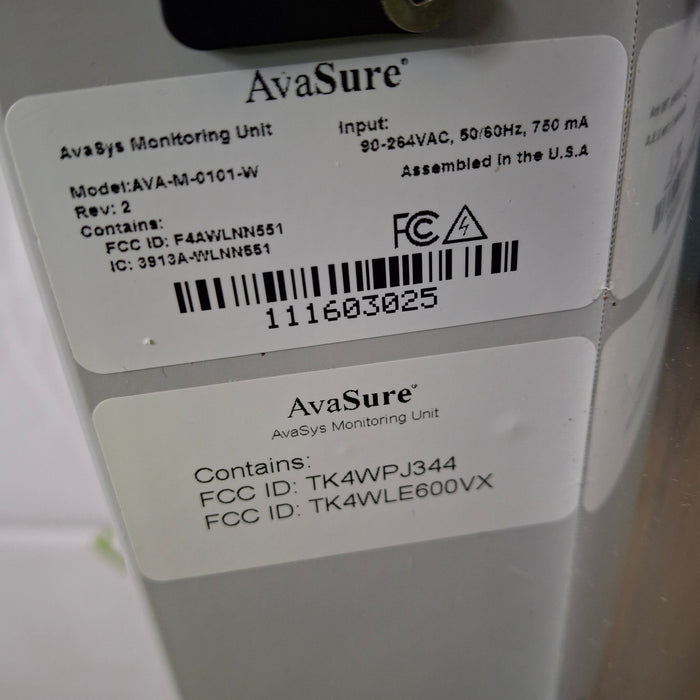 AvaSure®
AvaSys Monitoring Unit
Input:
90-264VAC, 50/60Hz, 750 mA
Assembled in the U.S.A
Model:AVA-M-0101-W
Rev: 2
Contains:
FCC ID: F4AWLNN551
IC: 3913A-WLNN551
FC
111603025
AvaSure®
AvaSys Monitoring Unit
Contains:
FCC ID: TK4WPJ344
FCC ID: TK4WLE600VX